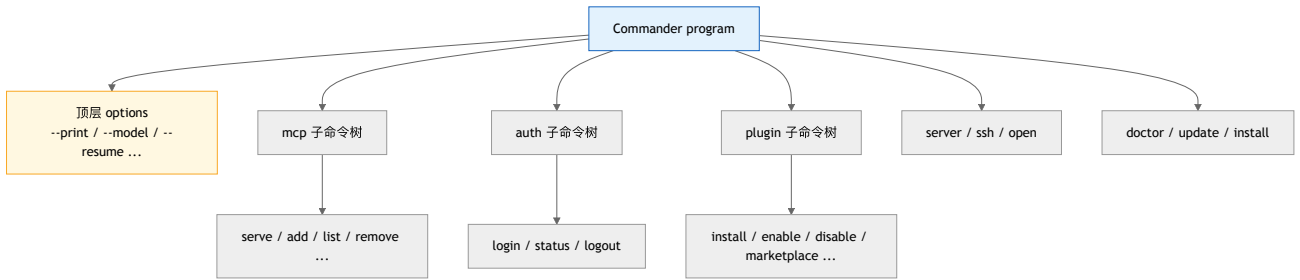 Commander program
顶层 options
--print / --model / --
resume ...
mcp 子命令树
auth 子命令树
plugin 子命令树
server / ssh / open
doctor / update / install
serve / add / list / remove
...
login / status / logout
install / enable / disable /
marketplace ...